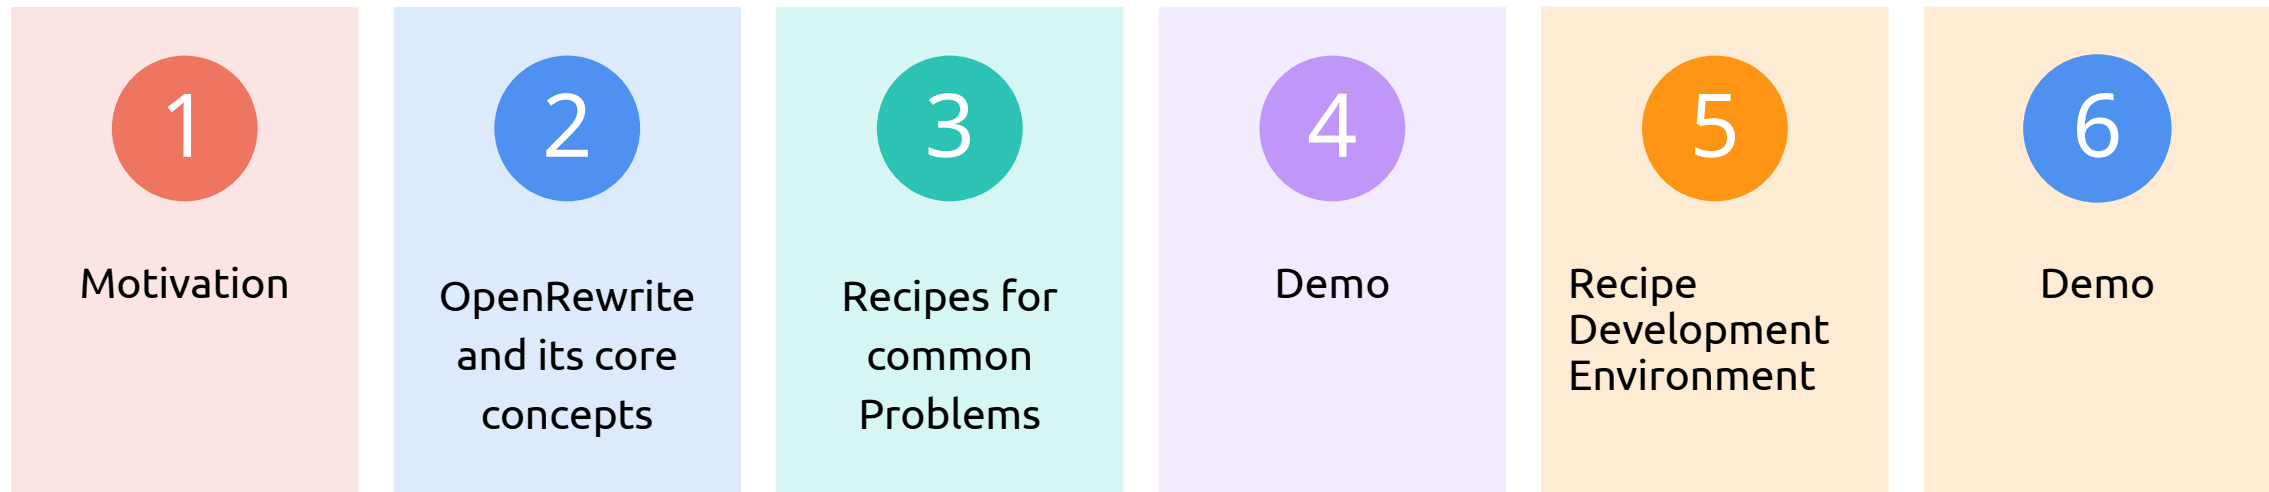 1
Motivation
2
OpenRewrite
and its core
concepts
3
Recipes for
common
Problems
4
Demo
5
Recipe
Development
Environment
6
Demo